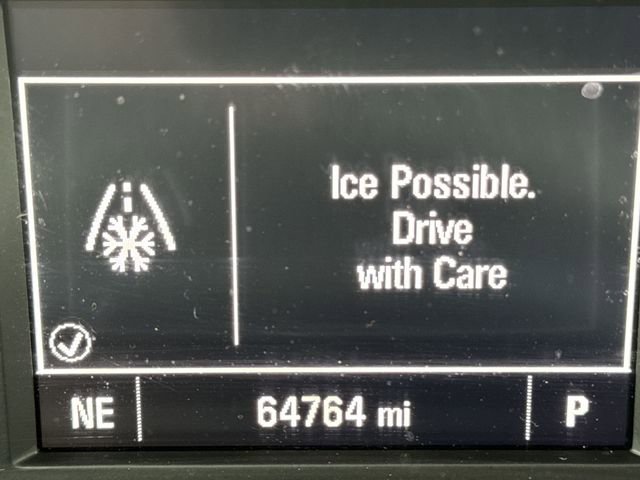 Ice Possible.
Drive
with Care
NE 64764 mi P